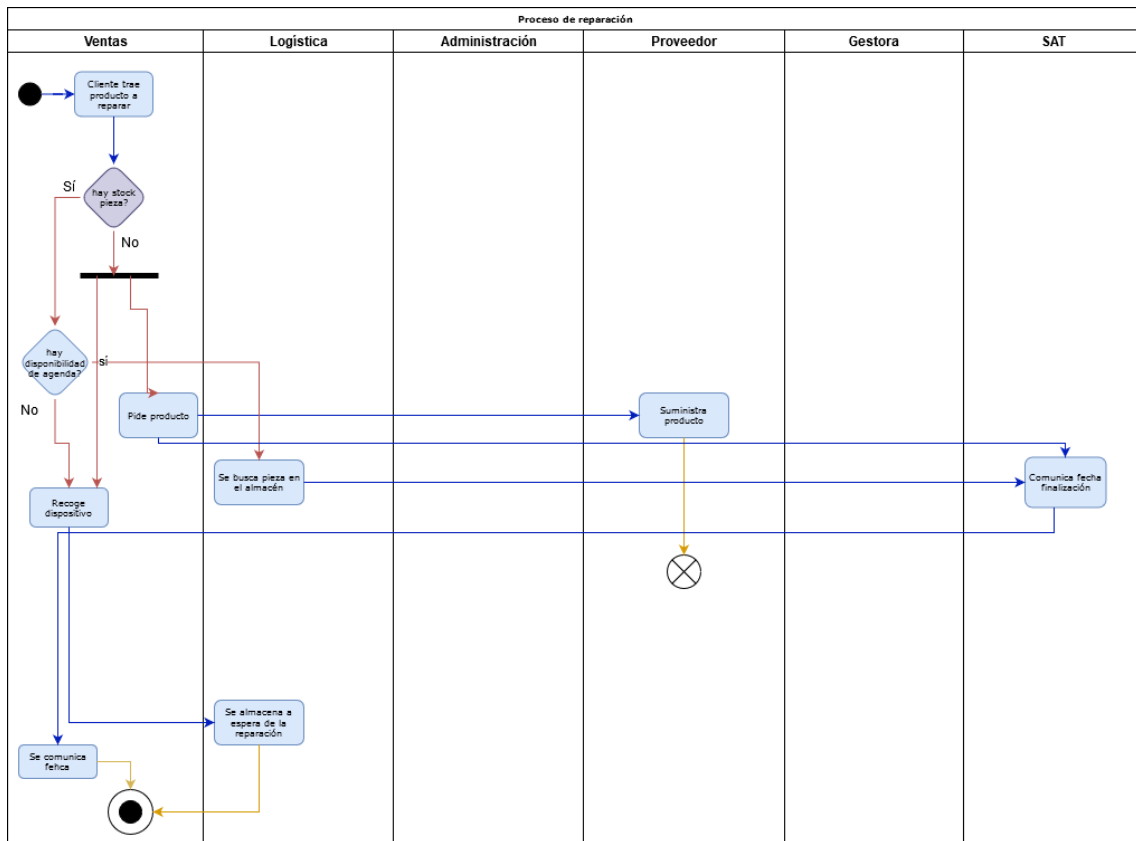 Proceso de reparación
Ventas
Logística
Administración
Proveedor
Gestora
SAT
Cliente trae
producto a
reparar
Sí
hay stock
pieza?
No
hay
disponibilidad
de agenda?
sí
No
Pide producto
Suministra
producto
Se busca pieza en
el almacén
Comunica fecha
finalización
Recoge
dispositivo
Se almacena a
espera de la
reparación
Se comunica
fehca